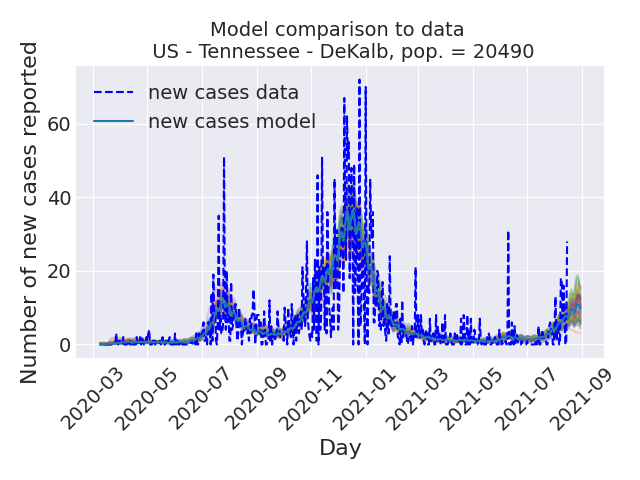 Model comparison to data
US - Tennessee - DeKalb, pop. = 20490
Number of new cases reported
60
40
20
0
new cases data
new cases model
2020-03
2020-05
2020-07
2020-09
2020-11
2021-01
2021-03
2021-05
2021-07
2021-09
Day